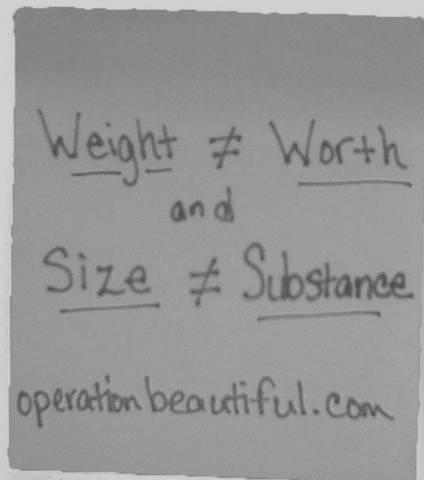 Weight ≠ Worth
and
Size ≠ Substance
operationbeautiful.com